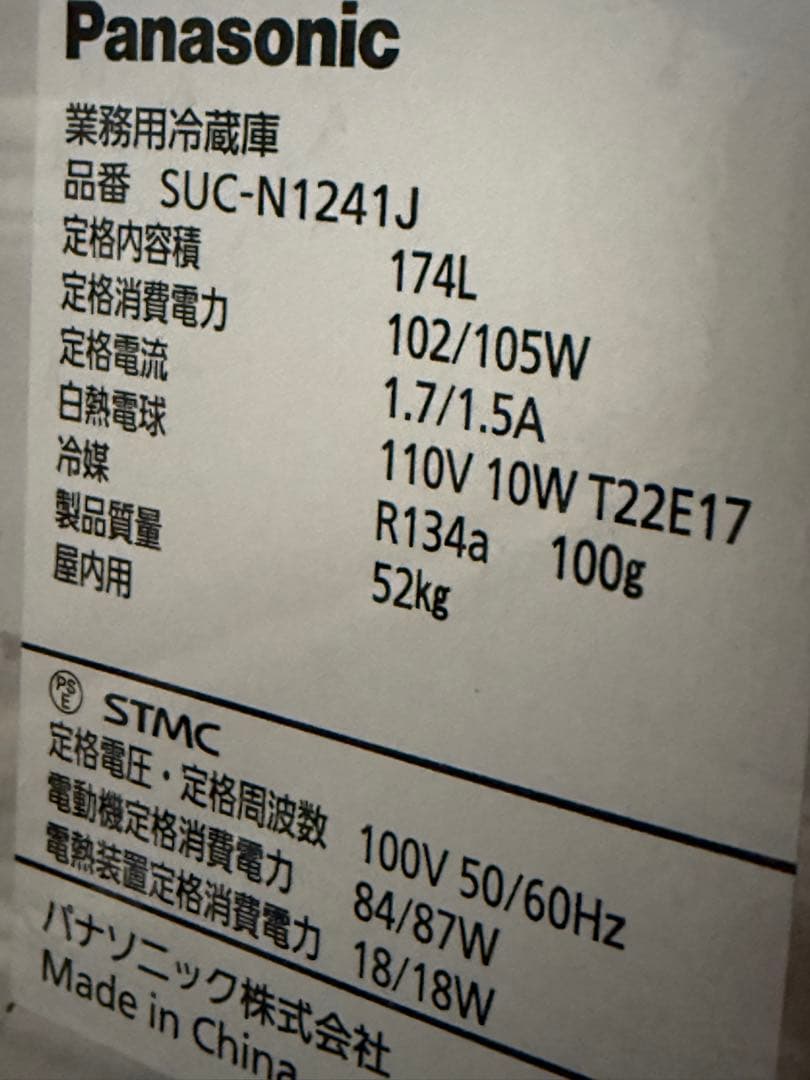 Panasonic
業務用冷蔵庫
品番 SUC-N1241J
定格内容積 174L
定格消費電力 102/105W
定格電流 1.7/1.5A
白熱電球 110V 10W T22E17
冷媒 R134a 100g
製品質量 52kg
屋内用
PSE STMC
定格電圧・定格周波数 100V 50/60Hz
電動機定格消費電力 84/87W
電熱装置定格消費電力 18/18W
パナソニック株式会社
Made in China